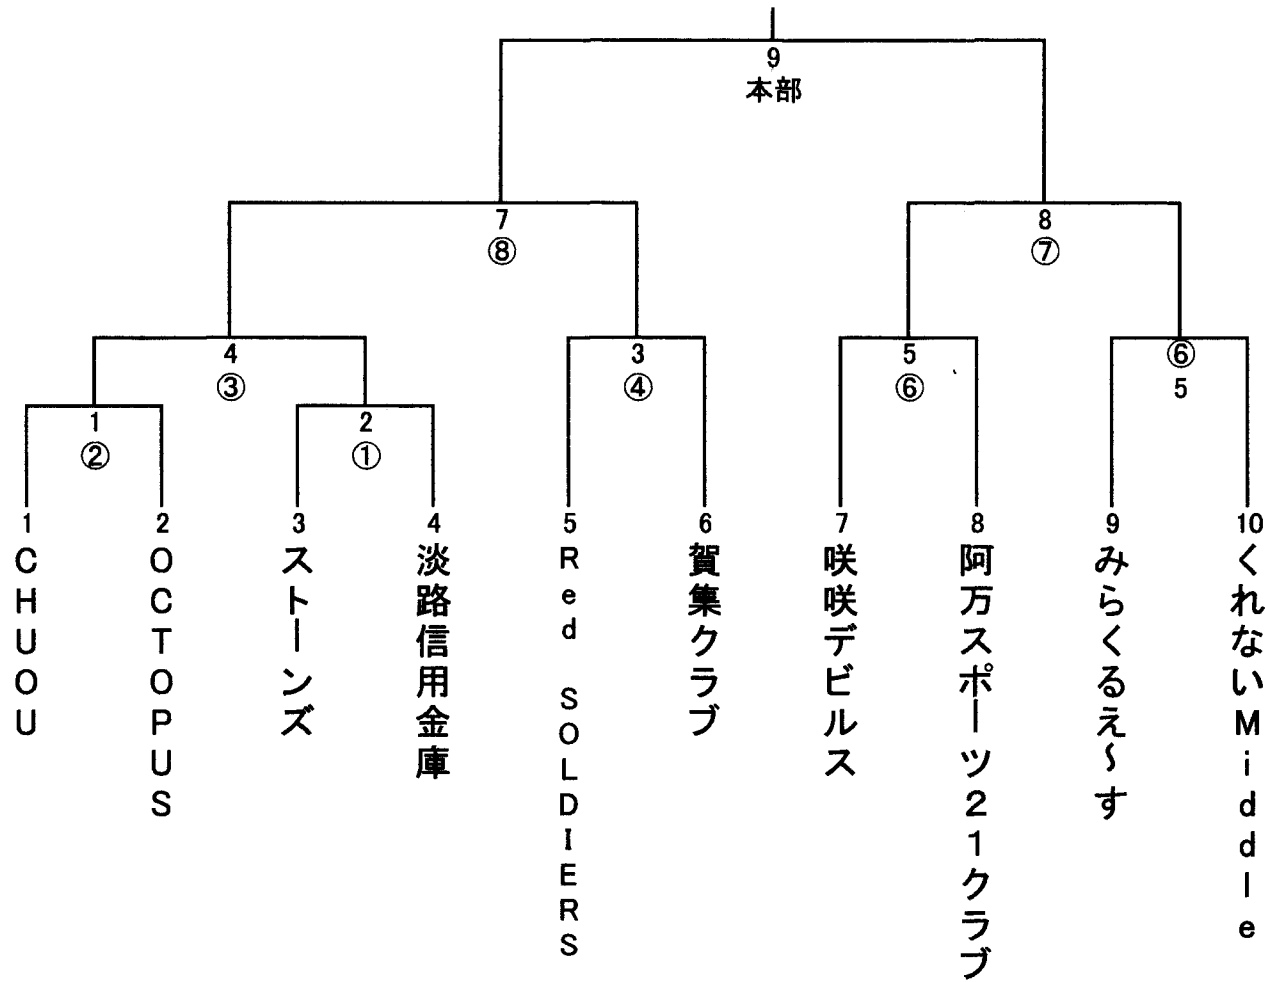 9
本部
7
⑧
8
⑦
4
③
3
④
5
⑥
⑥
5
1
②
2
①
1
CHUOU
2
OCTOPUS
3
ストーンズ
4
淡路信用金庫
5
Red SOLDIERS
6
賀集クラブ
7
咲咲デビルス
8
阿万スポーツ21クラブ
9
みらくるえ～す
10
くれないMiddle